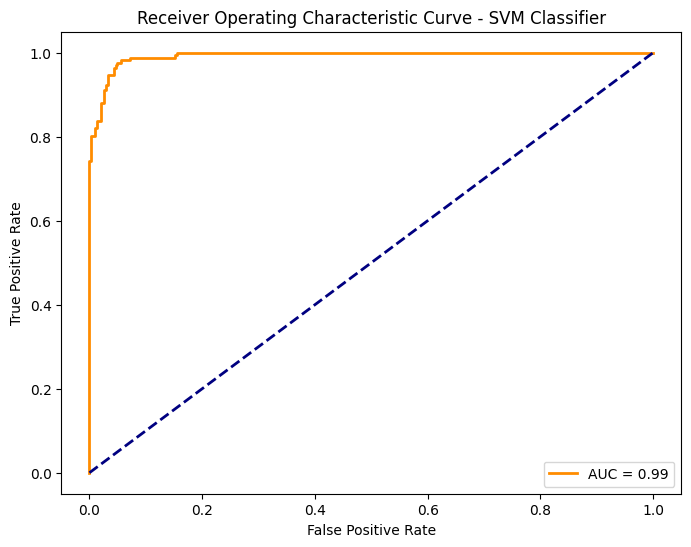 Receiver Operating Characteristic Curve - SVM Classifier
1.0
0.8
0.6
0.4
0.2
0.0
True Positive Rate
AUC = 0.99
0.0 0.2 0.4 0.6 0.8 1.0
False Positive Rate